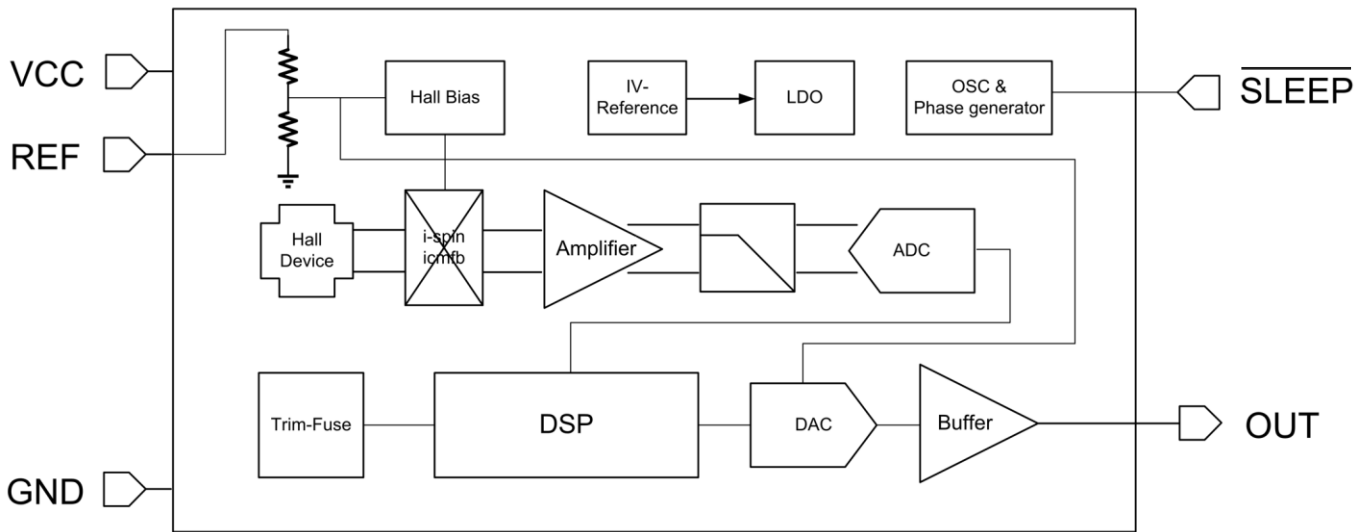 VCC
REF
GND
Hall Bias
IV-
Reference
LDO
OSC &
Phase generator
SLEEP
Hall
Device
i-spin
icmfb
Amplifier
ADC
Trim-Fuse
DSP
DAC
Buffer
OUT